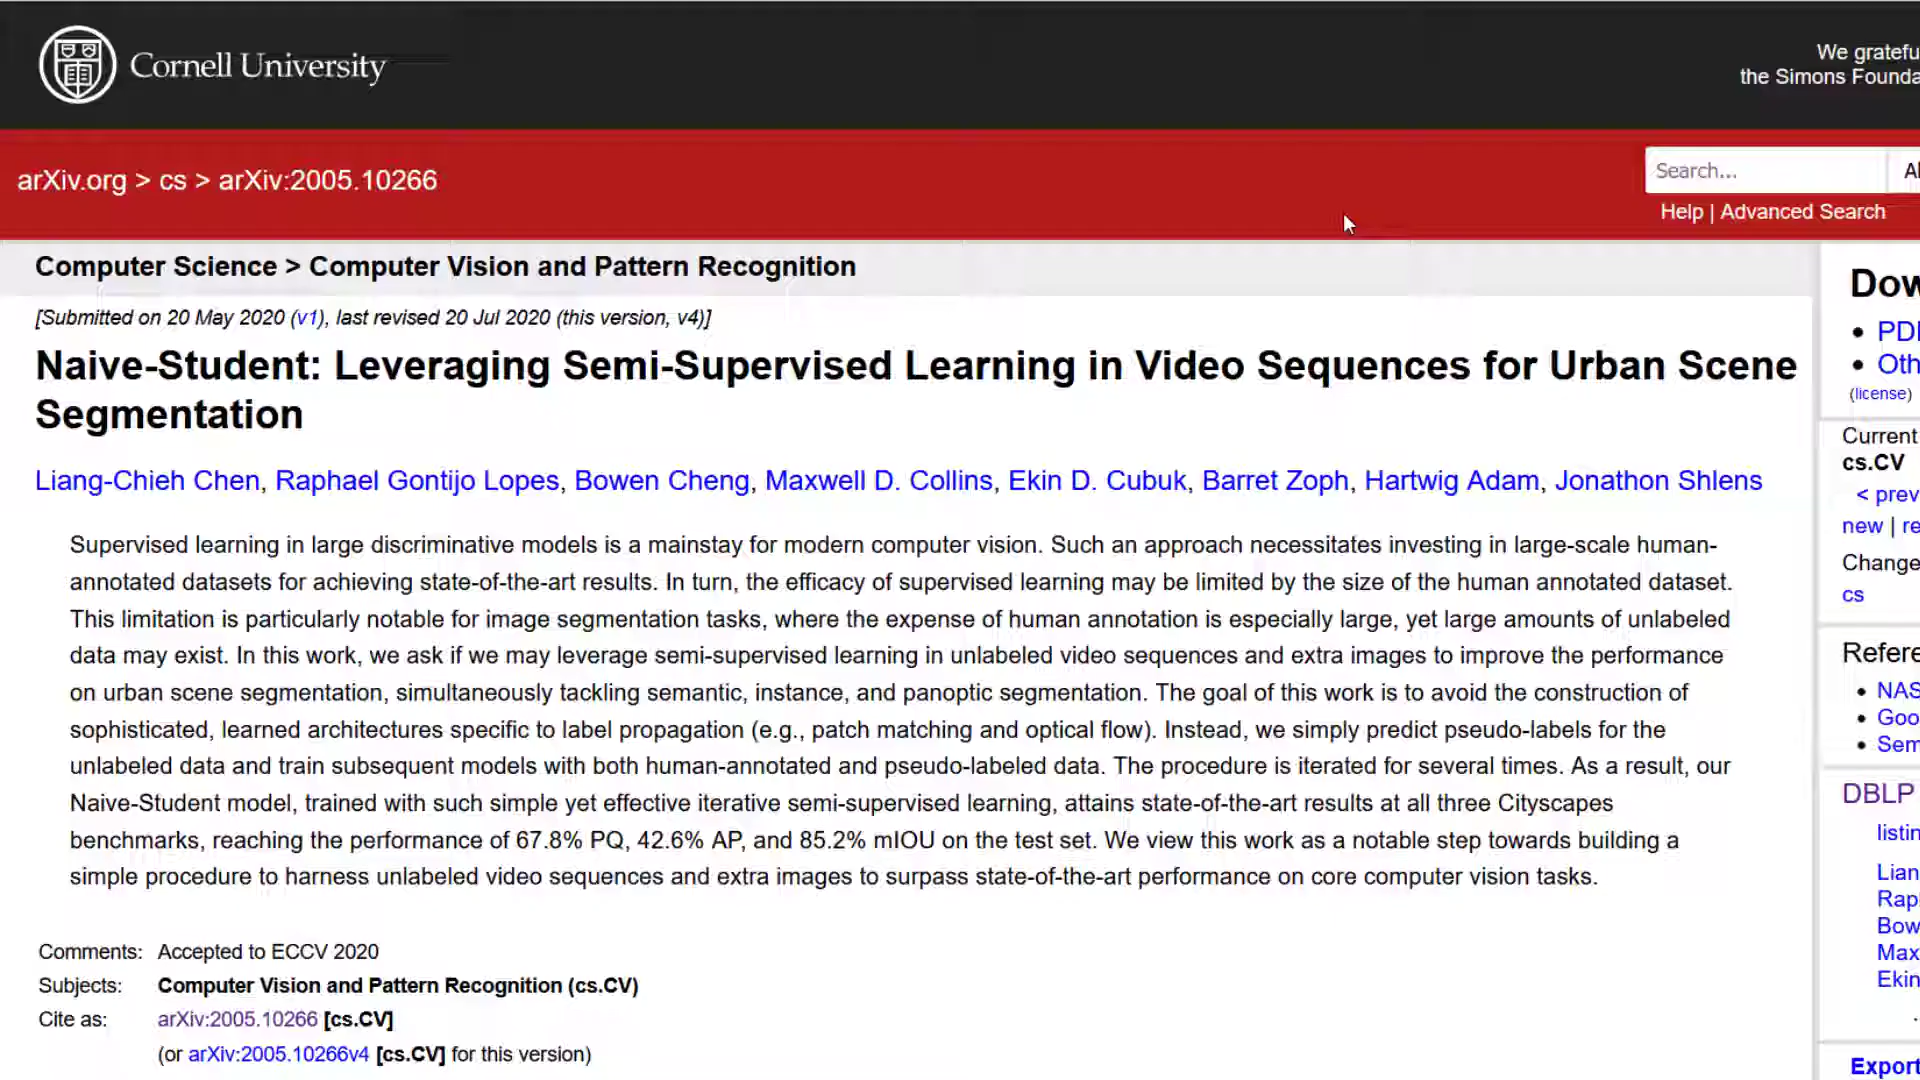 Cornell University
We gratefu
the Simons Founda
arXiv.org > cs > arXiv:2005.10266
Search...
Al
Help | Advanced Search
Computer Science > Computer Vision and Pattern Recognition
[Submitted on 20 May 2020 (v1), last revised 20 Jul 2020 (this version, v4)]
Naive-Student: Leveraging Semi-Supervised Learning in Video Sequences for Urban Scene
Segmentation
Liang-Chieh Chen, Raphael Gontijo Lopes, Bowen Cheng, Maxwell D. Collins, Ekin D. Cubuk, Barret Zoph, Hartwig Adam, Jonathon Shlens
Supervised learning in large discriminative models is a mainstay for modern computer vision. Such an approach necessitates investing in large-scale human-
annotated datasets for achieving state-of-the-art results. In turn, the efficacy of supervised learning may be limited by the size of the human annotated dataset.
This limitation is particularly notable for image segmentation tasks, where the expense of human annotation is especially large, yet large amounts of unlabeled
data may exist. In this work, we ask if we may leverage semi-supervised learning in unlabeled video sequences and extra images to improve the performance
on urban scene segmentation, simultaneously tackling semantic, instance, and panoptic segmentation. The goal of this work is to avoid the construction of
sophisticated, learned architectures specific to label propagation (e.g., patch matching and optical flow). Instead, we simply predict pseudo-labels for the
unlabeled data and train subsequent models with both human-annotated and pseudo-labeled data. The procedure is iterated for several times. As a result, our
Naive-Student model, trained with such simple yet effective iterative semi-supervised learning, attains state-of-the-art results at all three Cityscapes
benchmarks, reaching the performance of 67.8% PQ, 42.6% AP, and 85.2% mIOU on the test set. We view this work as a notable step towards building a
simple procedure to harness unlabeled video sequences and extra images to surpass state-of-the-art performance on core computer vision tasks.
Comments: Accepted to ECCV 2020
Subjects: Computer Vision and Pattern Recognition (cs.CV)
Cite as: arXiv:2005.10266 [cs.CV]
(or arXiv:2005.10266v4 [cs.CV] for this version)
Dow
• PDF
• Oth
(license)
Current
cs.CV
< prev
new | re
Change
cs
Refere
• NAS
• Goo
• Sem
DBLP
listin
Lian
Rap
Bow
Max
Ekin
Export